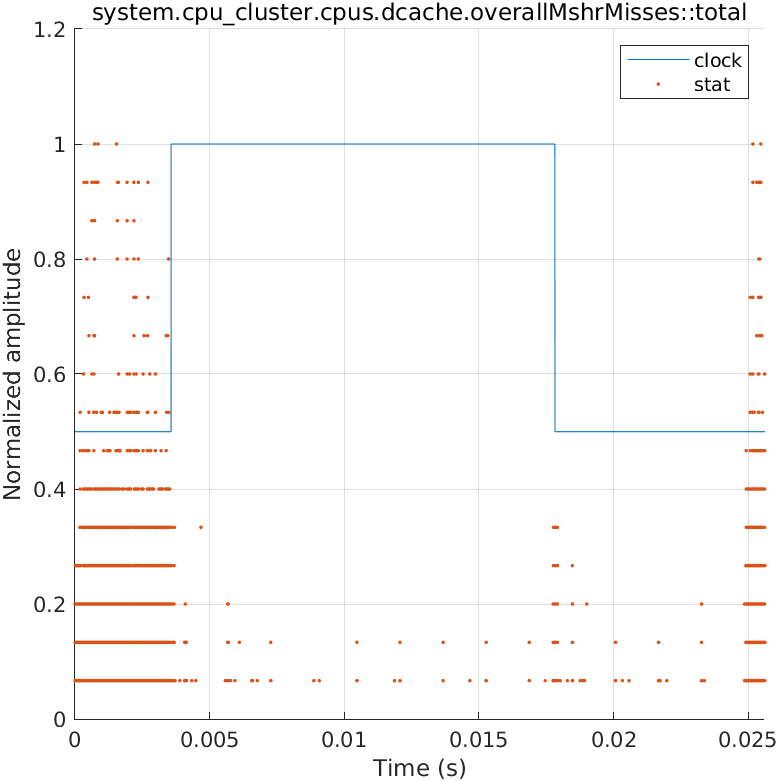 system.cpu_cluster.cpus.dcache.overallMshrMisses::total
1.2
clock
stat
1
0.8
Normalized amplitude
0.6
0.4
0.2
0
0 0.005 0.01 0.015 0.02 0.025
Time (s)